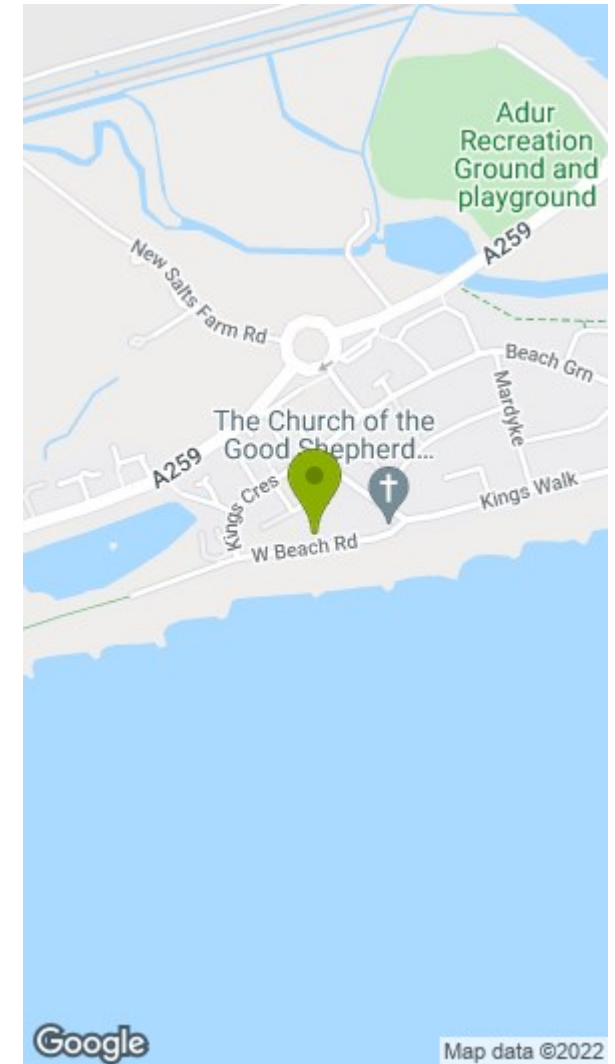 Adur
Recreation
Ground and
playground
A259
New Salts Farm Rd
Beach Grn
Mardyke
The Church of the
Good Shepherd...
A259
Kings Cres
Kings Walk
W Beach Rd
Google
Map data ©2022